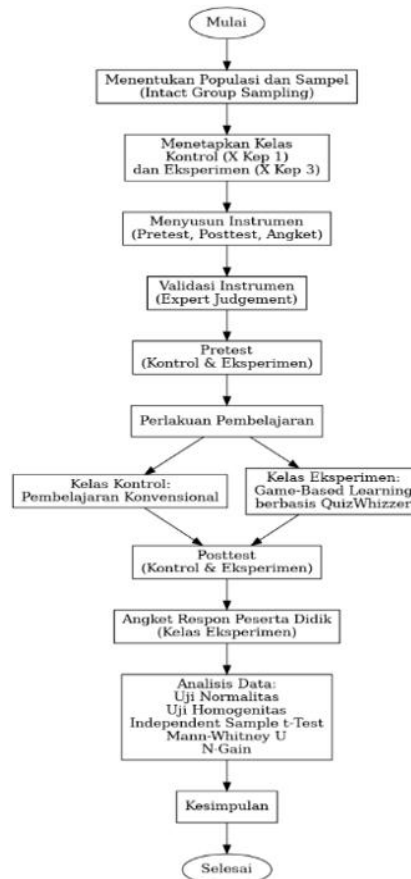 Mulai
Menentukan Populasi dan Sampel
(Intact Group Sampling)
Menetapkan Kelas
Kontrol (X Kep 1)
dan Eksperimen (X Kep 3)
Menyusun Instrumen
(Pretest, Posttest, Angket)
Validasi Instrumen
(Expert Judgement)
Pretest
(Kontrol & Eksperimen)
Perlakuan Pembelajaran
Kelas Kontrol:
Pembelajaran Konvensional
Kelas Eksperimen:
Game-Based Learning
berbasis QuizWhizzer
Posttest
(Kontrol & Eksperimen)
Angket Respon Peserta Didik
(Kelas Eksperimen)
Analisis Data:
Uji Normalitas
Uji Homogenitas
Independent Sample t-Test
Mann-Whitney U
N-Gain
Kesimpulan
Selesai